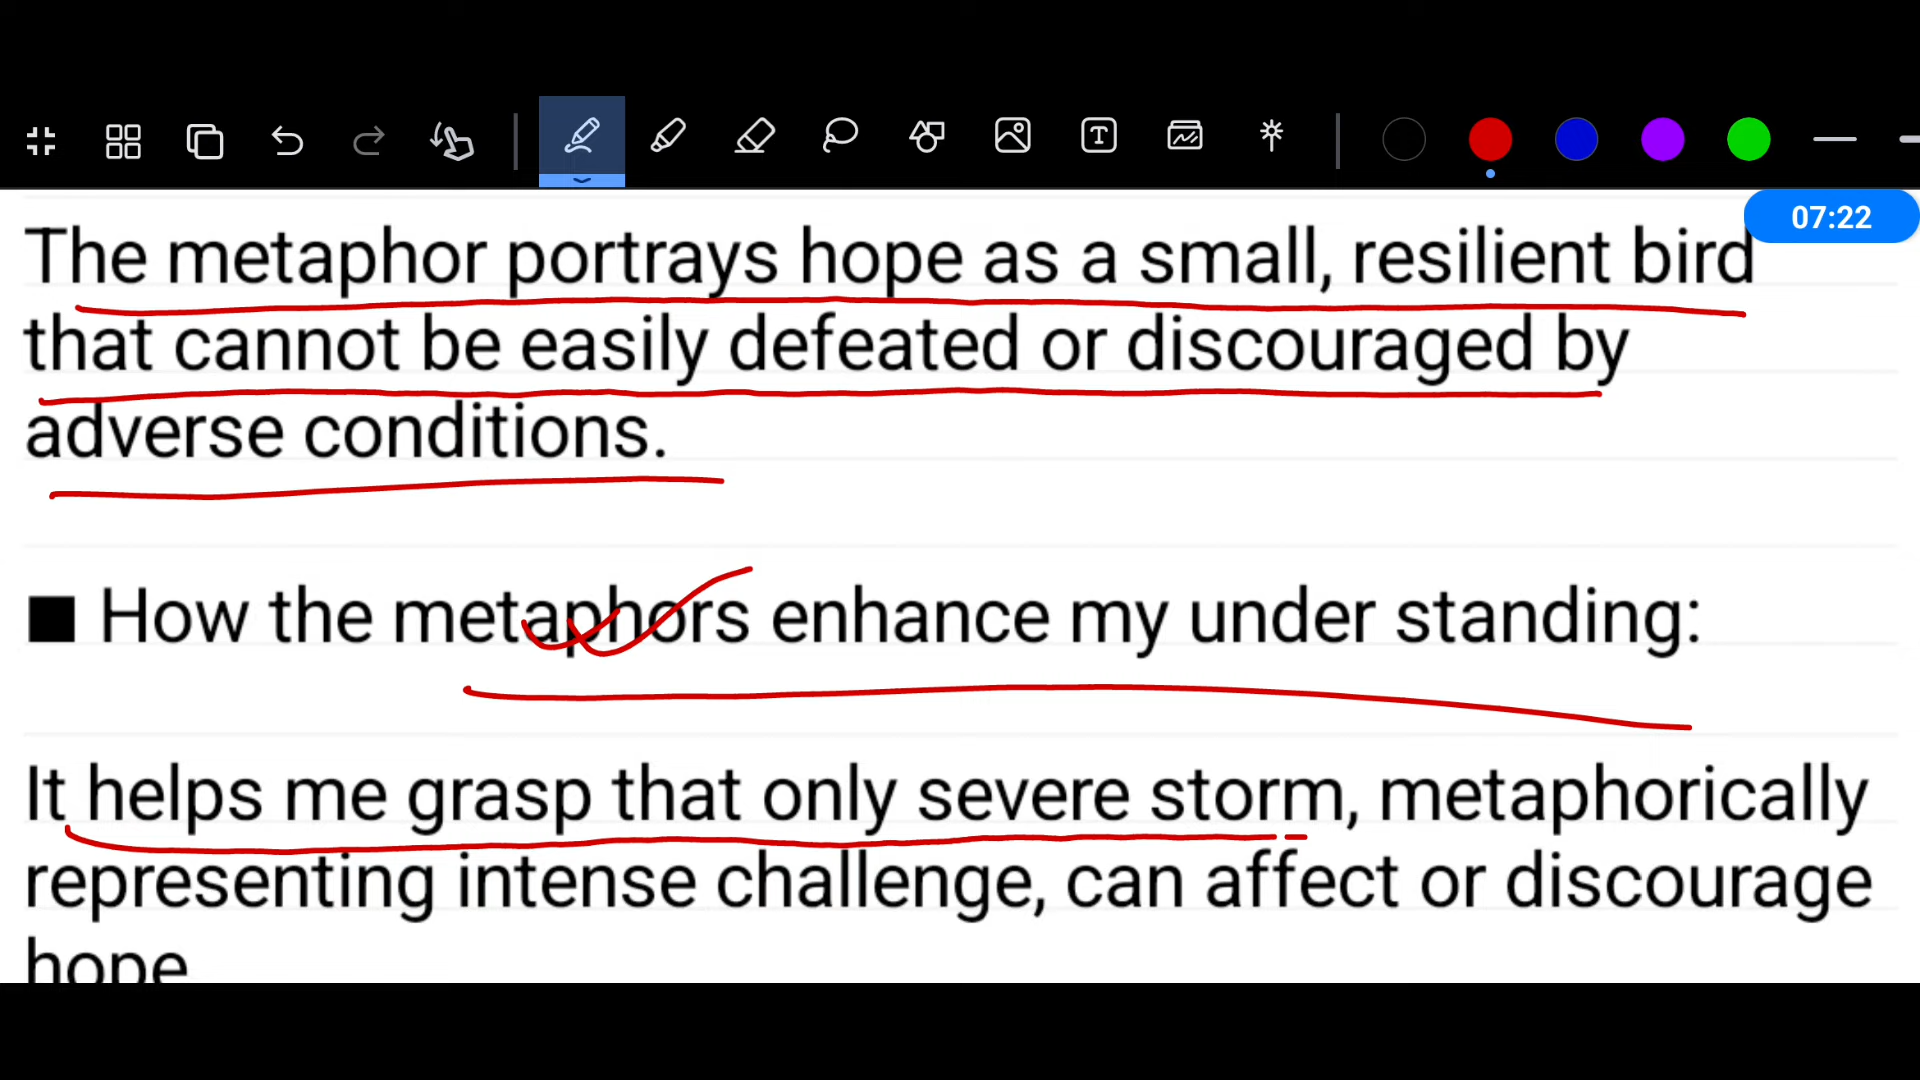 07:22
The metaphor portrays hope as a small, resilient bird
that cannot be easily defeated or discouraged by
adverse conditions.
■ How the metaphors enhance my under standing:
It helps me grasp that only severe storm, metaphorically
representing intense challenge, can affect or discourage
hope